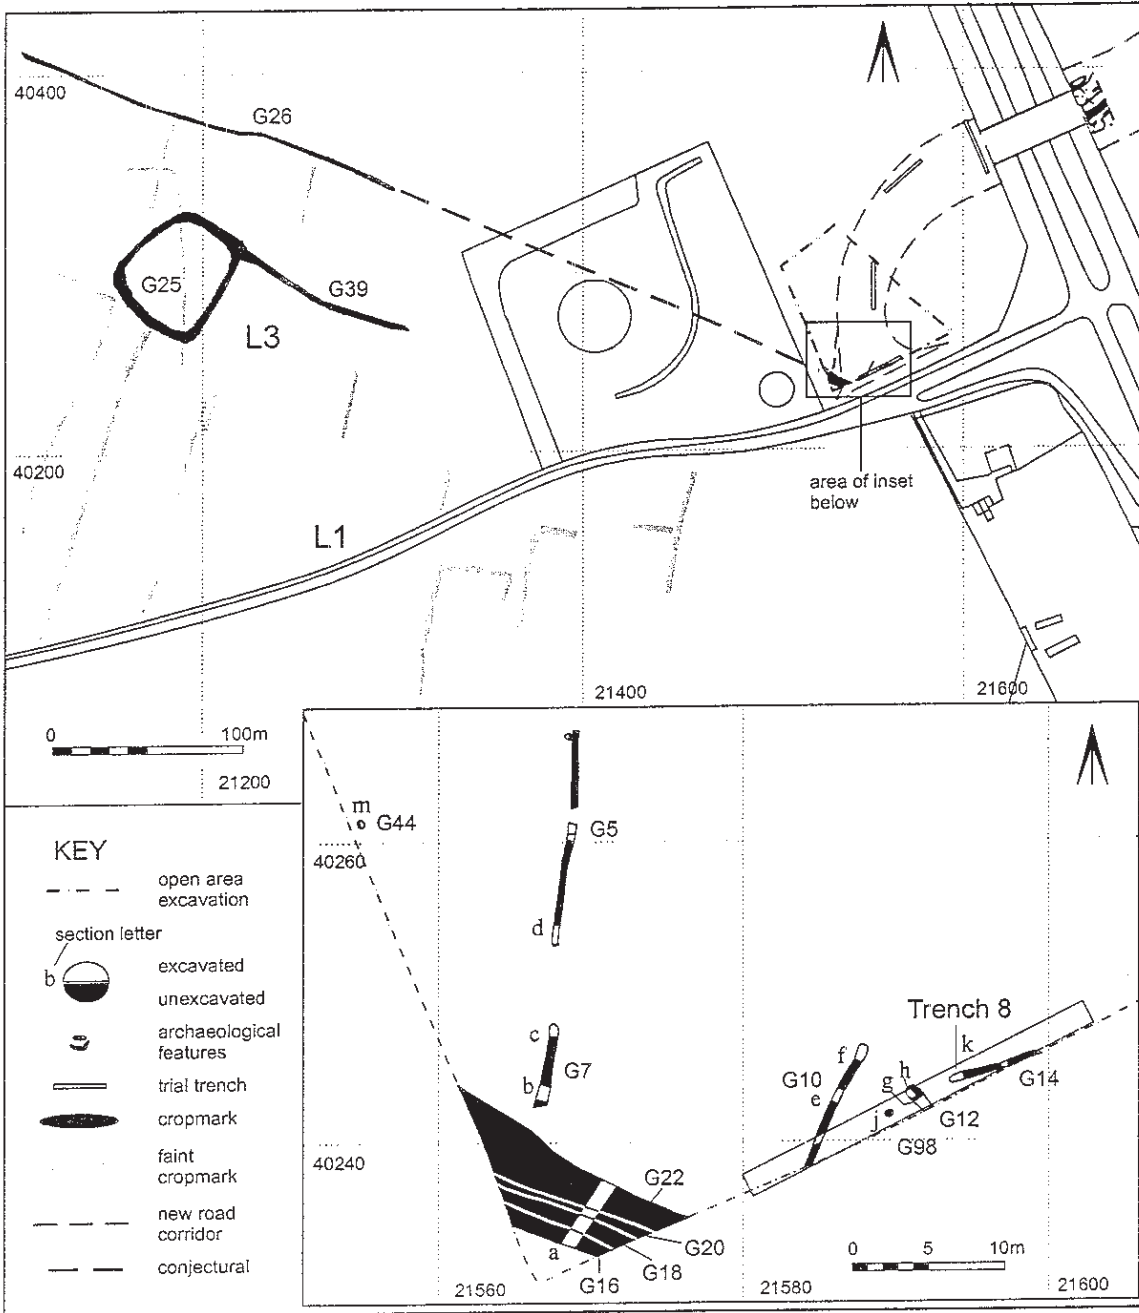 40400
G26
G25
G39
L3
40200
area of inset
below
L1
21400
21600
0 100m
21200
KEY
open area
excavation
section letter
b
excavated
unexcavated
archaeological
features
trial trench
cropmark
faint
cropmark
new road
corridor
conjectural
m
G44
G5
40260
d
c
G7
b
Trench 8
f
k
h
G10
g
e
G14
j
G12
G98
40240
G22
G20
a
G18
G16
0 5 10m
21560
21580
21600